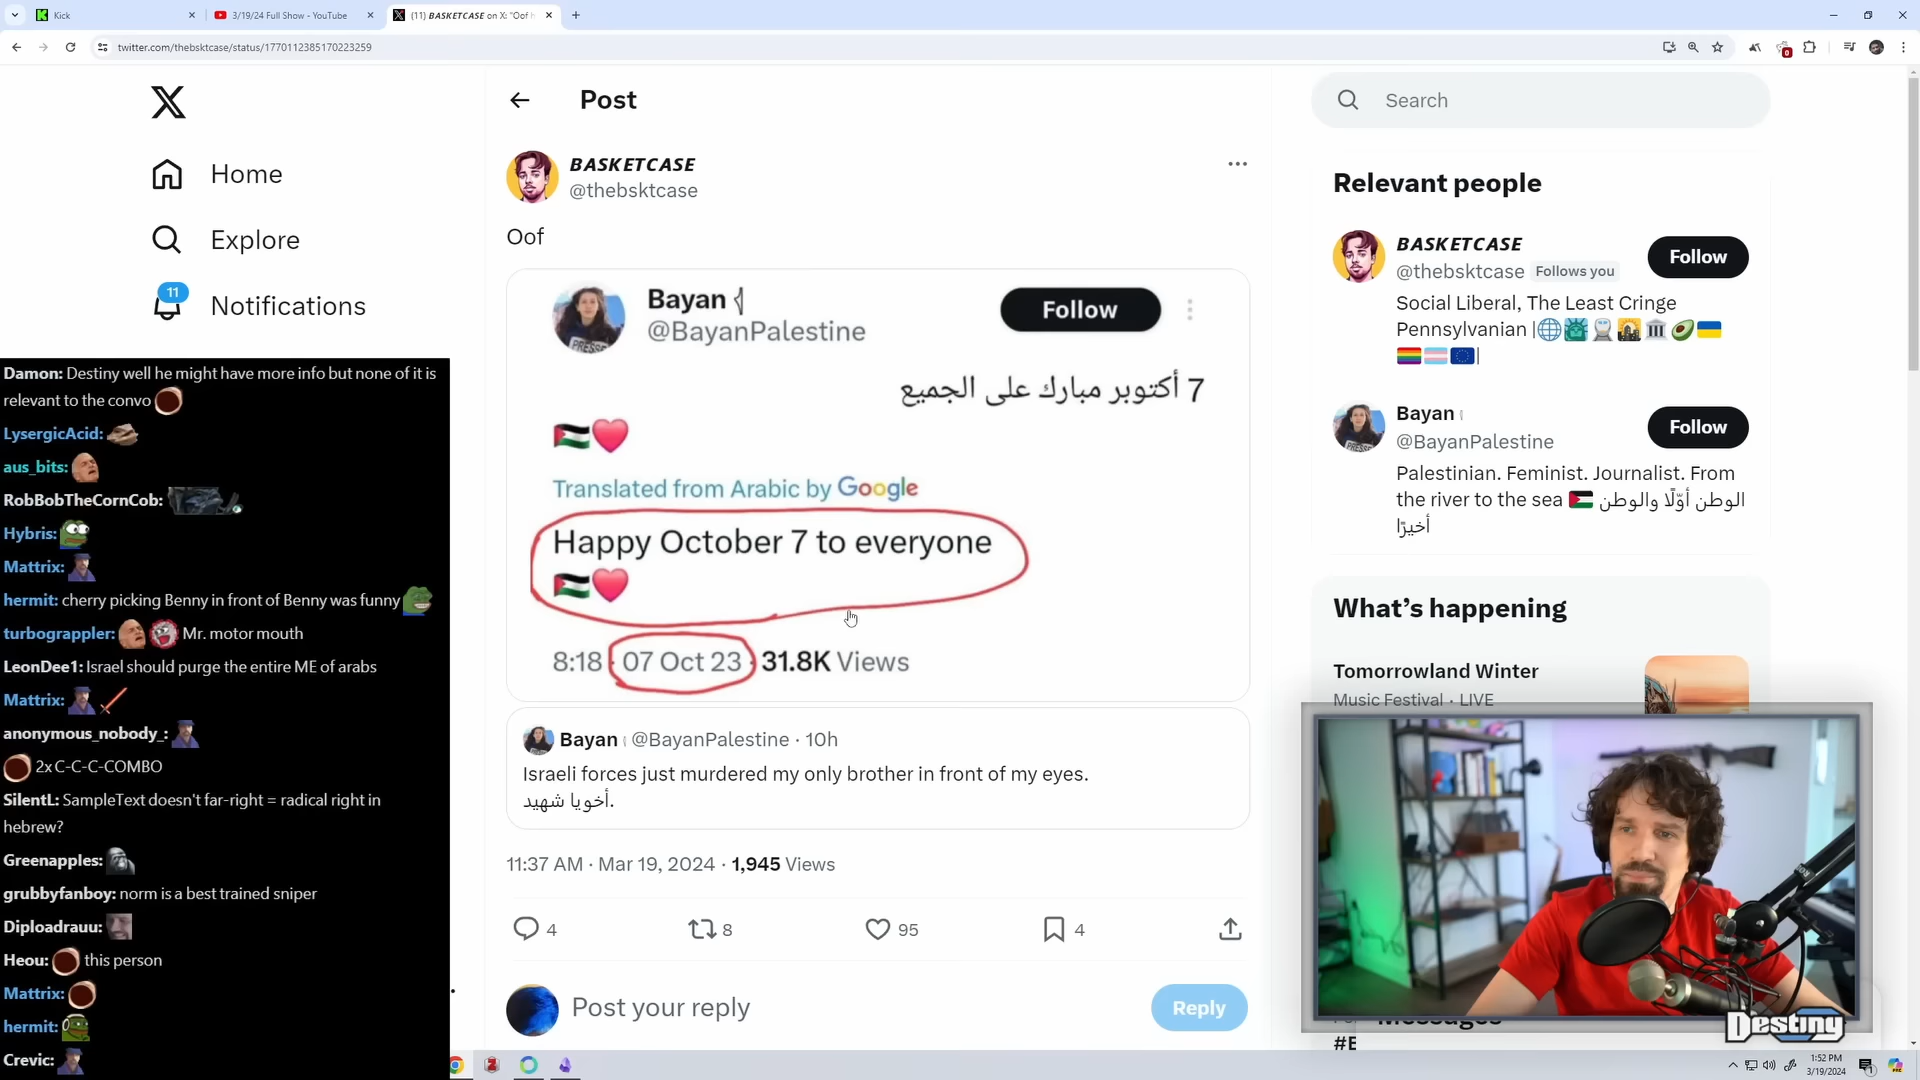 Kick
3/19/24 Full Show - YouTube
(11) BASKETCASE on X: "Oof h
twitter.com/thebsktcase/status/1770112385170223259
Home
Explore
11
Notifications
Post
BASKETCASE
@thebsktcase
Oof
Bayan
@BayanPalestine
Follow
7 أكتوبر مبارك على الجميع
Translated from Arabic by Google
Happy October 7 to everyone
8:18 · 07 Oct 23 · 31.8K Views
Bayan @BayanPalestine · 10h
Israeli forces just murdered my only brother in front of my eyes.
أخويا شهيد.
11:37 AM · Mar 19, 2024 · 1,945 Views
4
8
95
4
Post your reply
Reply
Search
Relevant people
BASKETCASE
@thebsktcase Follows you
Follow
Social Liberal, The Least Cringe
Pennsylvanian |
|
Bayan
@BayanPalestine
Follow
Palestinian. Feminist. Journalist. From
the river to the sea الوطن أوّلًا والوطن
أخيرًا
What's happening
Tomorrowland Winter
Music Festival · LIVE
Messages
#E
Destiny
Damon: Destiny well he might have more info but none of it is
relevant to the convo
LysergicAcid:
aus_bits:
RobBobTheCornCob:
Hybris:
Mattrix:
hermit: cherry picking Benny in front of Benny was funny
turbograppler: Mr. motor mouth
LeonDee1: Israel should purge the entire ME of arabs
Mattrix:
anonymous_nobody_:
2x C-C-C-COMBO
SilentL: SampleText doesn't far-right = radical right in
hebrew?
Greenapples:
grubbyfanboy: norm is a best trained sniper
Diploadrauu:
Heou: this person
Mattrix:
hermit:
Crevic:
1:52 PM
3/19/2024